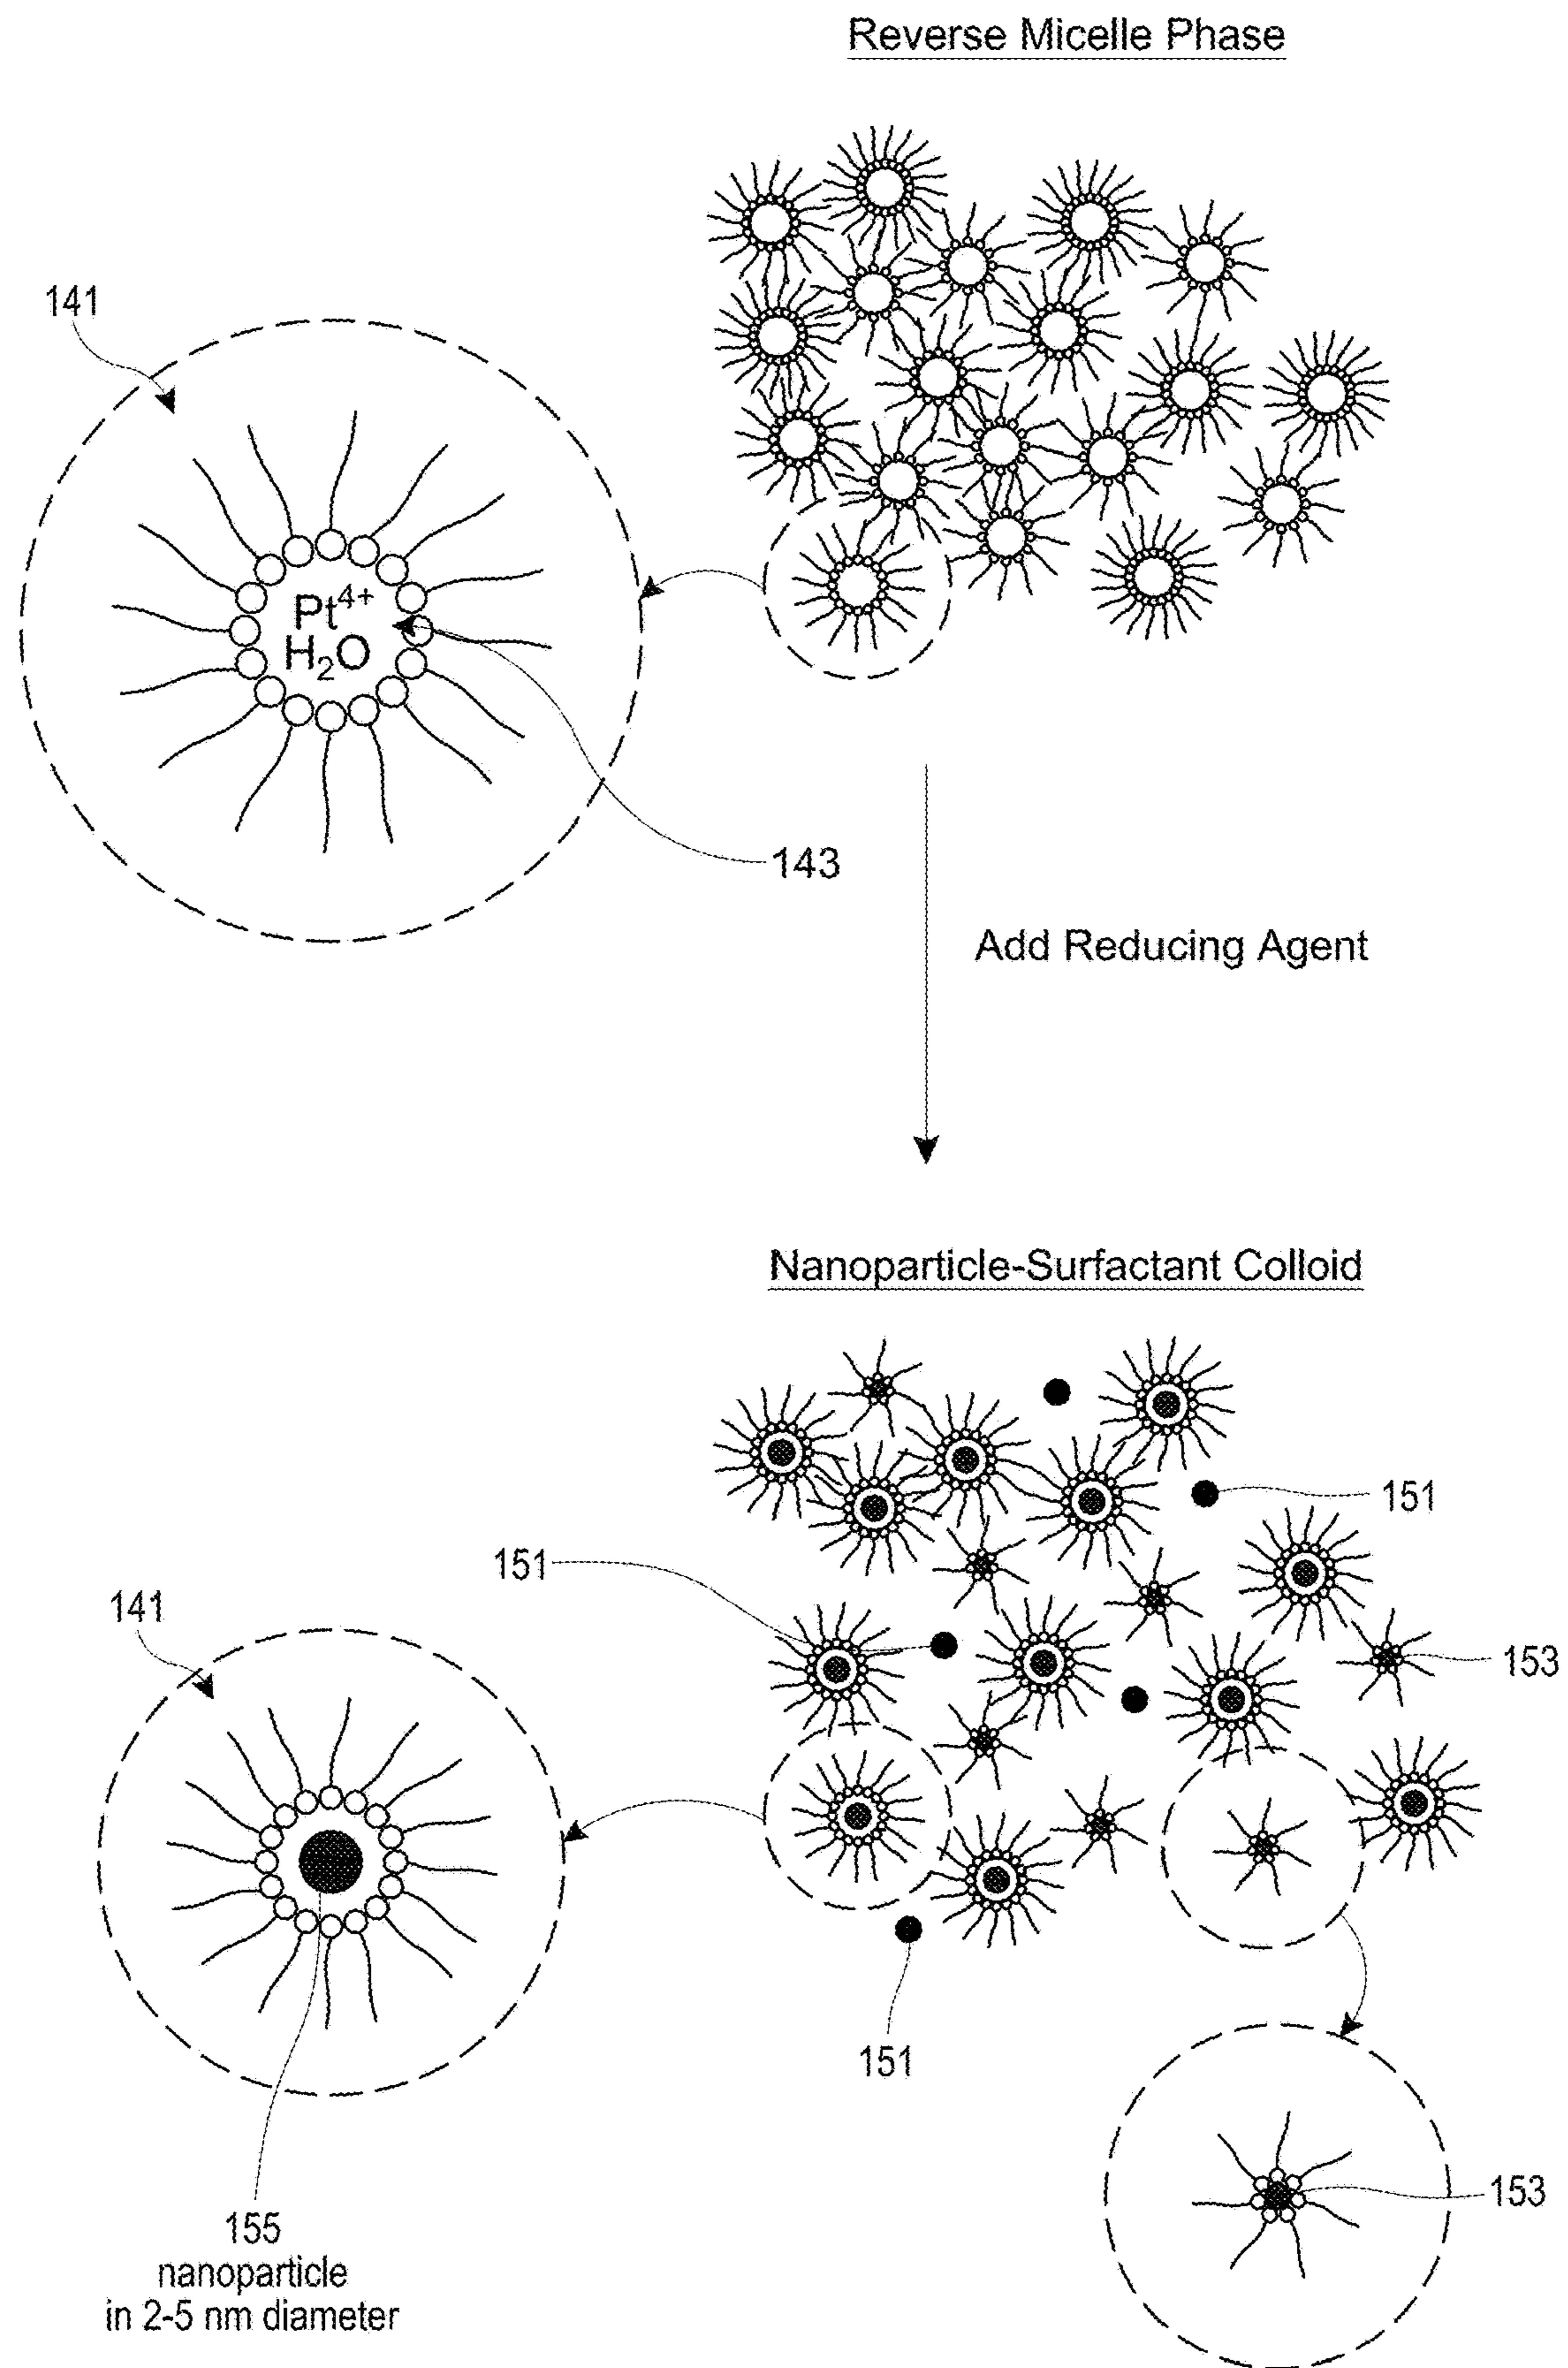 Reverse Micelle Phase
141
Pt⁴⁺
H₂O
143
Add Reducing Agent
Nanoparticle-Surfactant Colloid
151
151
141
153
151
153
155
nanoparticle
in 2-5 nm diameter